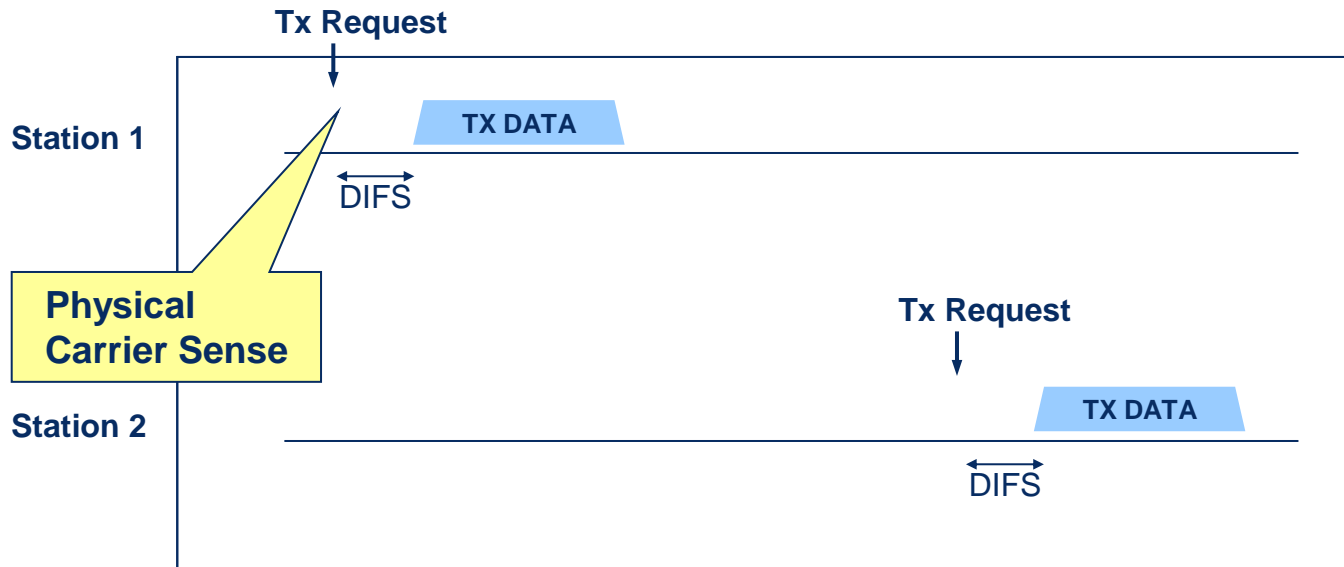 Tx Request
Station 1
TX DATA
DIFS
Physical
Carrier Sense
Tx Request
Station 2
TX DATA
DIFS